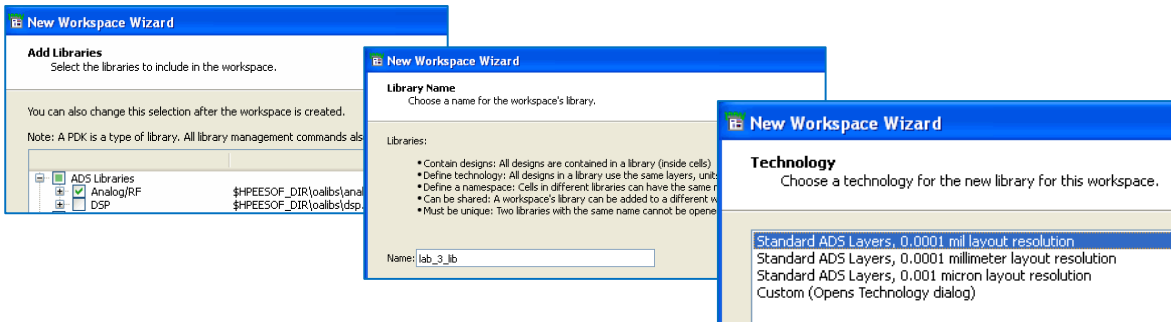 New Workspace Wizard
Add Libraries
Select the libraries to include in the workspace.
You can also change this selection after the workspace is created.
Note: A PDK is a type of library. All library management commands als
ADS Libraries
Analog/RF $HPEESOF_DIR\oalibs\anal
DSP $HPEESOF_DIR\oalibs\dsp.
New Workspace Wizard
Library Name
Choose a name for the workspace's library.
Libraries:
• Contain designs: All designs are contained in a library (inside cells)
• Define technology: All designs in a library use the same layers, units
• Define a namespace: Cells in different libraries can have the same n
• Can be shared: A workspace's library can be added to a different w
• Must be unique: Two libraries with the same name cannot be opene
Name: lab_3_lib
New Workspace Wizard
Technology
Choose a technology for the new library for this workspace.
Standard ADS Layers, 0.0001 mil layout resolution
Standard ADS Layers, 0.0001 millimeter layout resolution
Standard ADS Layers, 0.001 micron layout resolution
Custom (Opens Technology dialog)